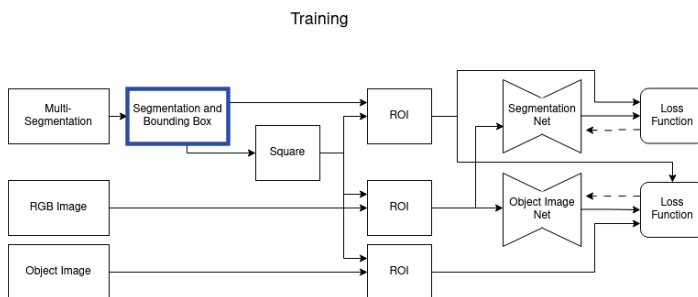 Training
Multi-
Segmentation
Segmentation and
Bounding Box
ROI
Segmentation
Net
Loss
Function
Square
RGB Image
ROI
Object Image
Net
Loss
Function
Object Image
ROI